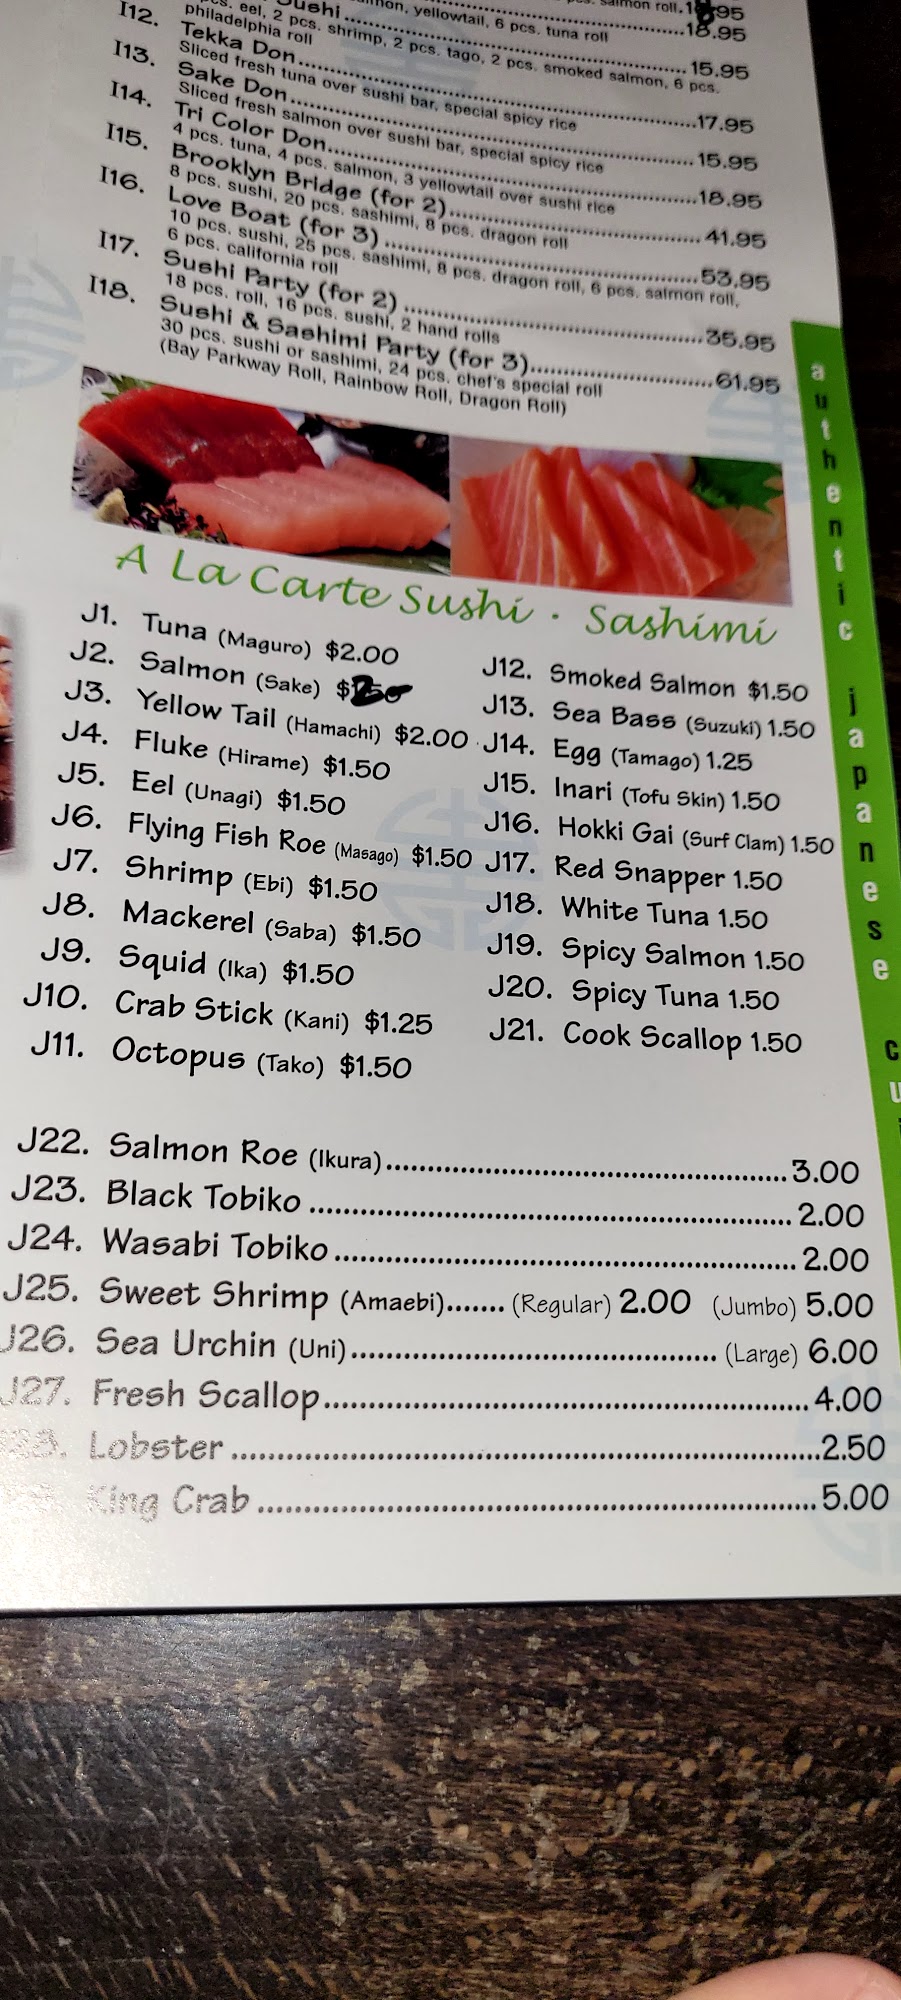 salmon roll.
yellowtail, 6 pcs. tuna roll ....18.95
Sushi ........ 15.95
eel, 2 pcs. shrimp, 2 pcs. tago, 2 pcs. smoked salmon, 6 pcs.
philadelphia roll
I12. Tekka Don ........ 17.95
Sliced fresh tuna over sushi bar, special spicy rice
I13. Sake Don ........ 15.95
Sliced fresh salmon over sushi bar, special spicy rice
I14. Tri Color Don ........ 18.95
4 pcs. tuna, 4 pcs. salmon, 3 yellowtail over sushi rice
I15. Brooklyn Bridge (for 2) ........ 41.95
8 pcs. sushi, 20 pcs. sashimi, 8 pcs. dragon roll
I16. Love Boat (for 3) ........ 53.95
10 pcs. sushi, 25 pcs. sashimi, 8 pcs. dragon roll, 6 pcs. salmon roll,
6 pcs. california roll
I17. Sushi Party (for 2) ........ 35.95
18 pcs. roll, 16 pcs. sushi, 2 hand rolls
I18. Sushi & Sashimi Party (for 3) ........ 61.95
30 pcs. sushi or sashimi, 24 pcs. chef's special roll
(Bay Parkway Roll, Rainbow Roll, Dragon Roll)
A La Carte Sushi · Sashimi
J1. Tuna (Maguro) $2.00
J2. Salmon (Sake) $2
J3. Yellow Tail (Hamachi) $2.00
J4. Fluke (Hirame) $1.50
J5. Eel (Unagi) $1.50
J6. Flying Fish Roe (Masago) $1.50
J7. Shrimp (Ebi) $1.50
J8. Mackerel (Saba) $1.50
J9. Squid (Ika) $1.50
J10. Crab Stick (Kani) $1.25
J11. Octopus (Tako) $1.50
J12. Smoked Salmon $1.50
J13. Sea Bass (Suzuki) 1.50
J14. Egg (Tamago) 1.25
J15. Inari (Tofu Skin) 1.50
J16. Hokki Gai (Surf Clam) 1.50
J17. Red Snapper 1.50
J18. White Tuna 1.50
J19. Spicy Salmon 1.50
J20. Spicy Tuna 1.50
J21. Cook Scallop 1.50
J22. Salmon Roe (Ikura) ........ 3.00
J23. Black Tobiko ........ 2.00
J24. Wasabi Tobiko ........ 2.00
J25. Sweet Shrimp (Amaebi)....... (Regular) 2.00 (Jumbo) 5.00
J26. Sea Urchin (Uni) ........ (Large) 6.00
J27. Fresh Scallop ........ 4.00
Lobster ........ 2.50
King Crab ........ 5.00
authentic japanese cu